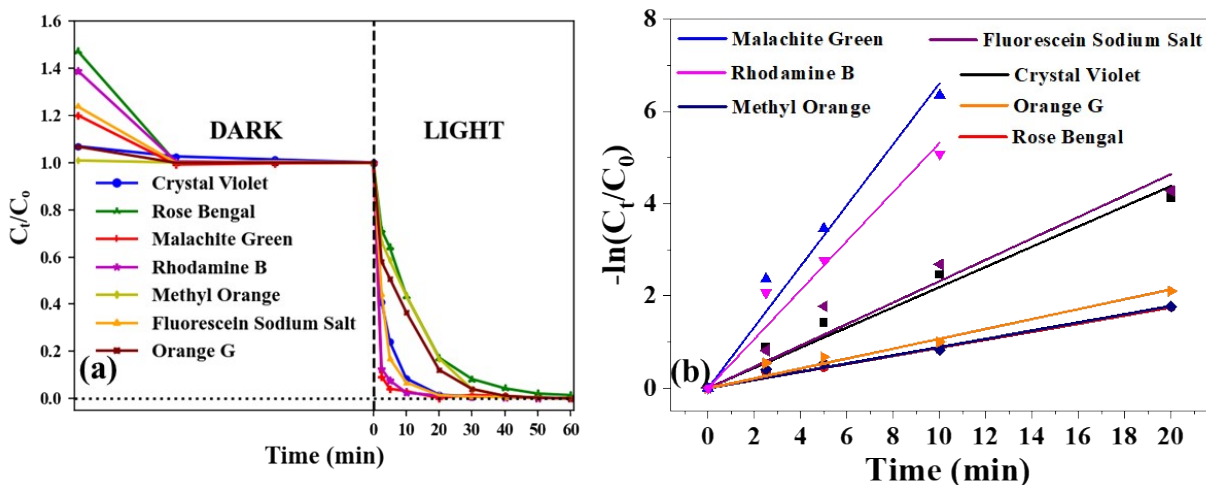 1.6
1.4
1.2
1.0
0.8
0.6
0.4
0.2
0.0
Cₜ/Cₒ
DARK
LIGHT
Crystal Violet
Rose Bengal
Malachite Green
Rhodamine B
Methyl Orange
Fluorescein Sodium Salt
Orange G
(a)
0 10 20 30 40 50 60
Time (min)
-ln(Cₜ/C₀)
8
6
4
2
0
Malachite Green
Rhodamine B
Methyl Orange
Fluorescein Sodium Salt
Crystal Violet
Orange G
Rose Bengal
(b)
0 2 4 6 8 10 12 14 16 18 20
Time (min)